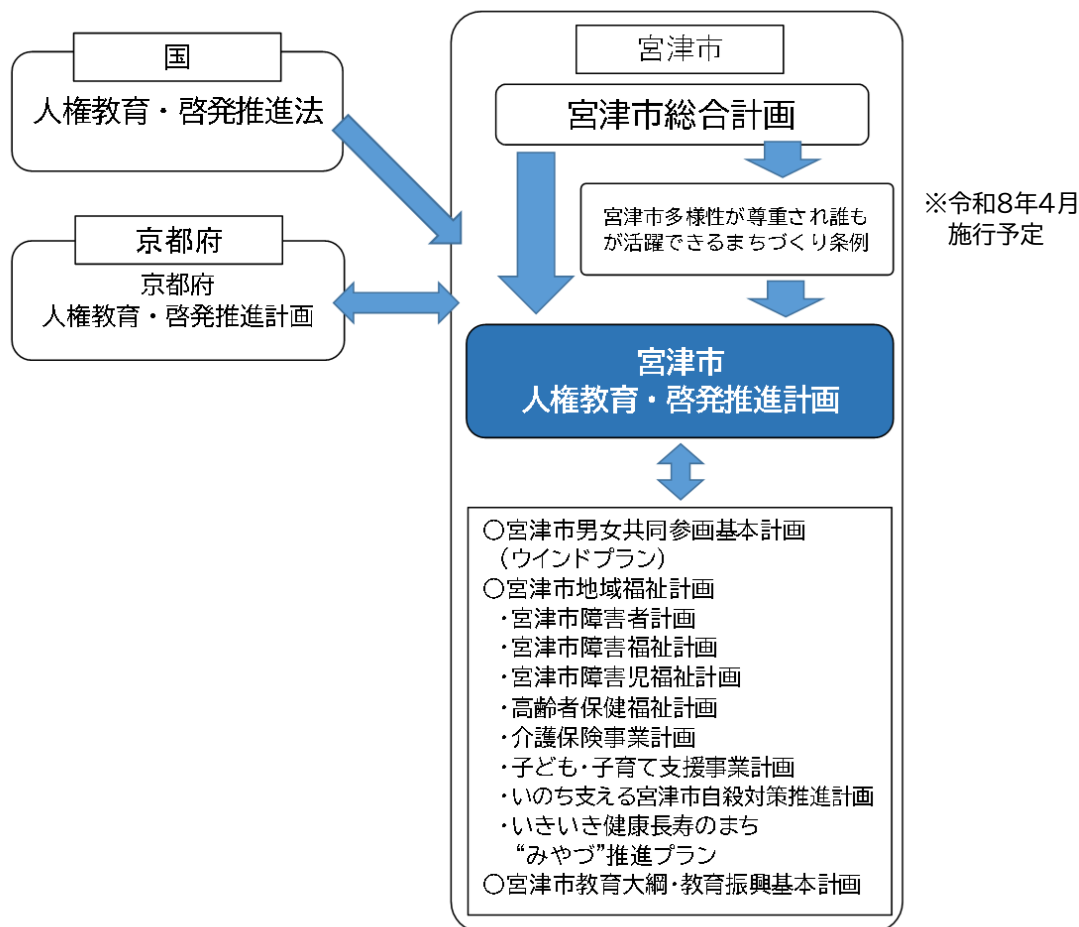 国
人権教育・啓発推進法
京都府
京都府
人権教育・啓発推進計画
宮津市
宮津市総合計画
宮津市多様性が尊重され誰も
が活躍できるまちづくり条例
※令和8年4月
施行予定
宮津市
人権教育・啓発推進計画
○宮津市男女共同参画基本計画
（ウインドプラン）
○宮津市地域福祉計画
・宮津市障害者計画
・宮津市障害福祉計画
・宮津市障害児福祉計画
・高齢者保健福祉計画
・介護保険事業計画
・子ども・子育て支援事業計画
・いのち支える宮津市自殺対策推進計画
・いきいき健康長寿のまち
“みやづ”推進プラン
○宮津市教育大綱・教育振興基本計画